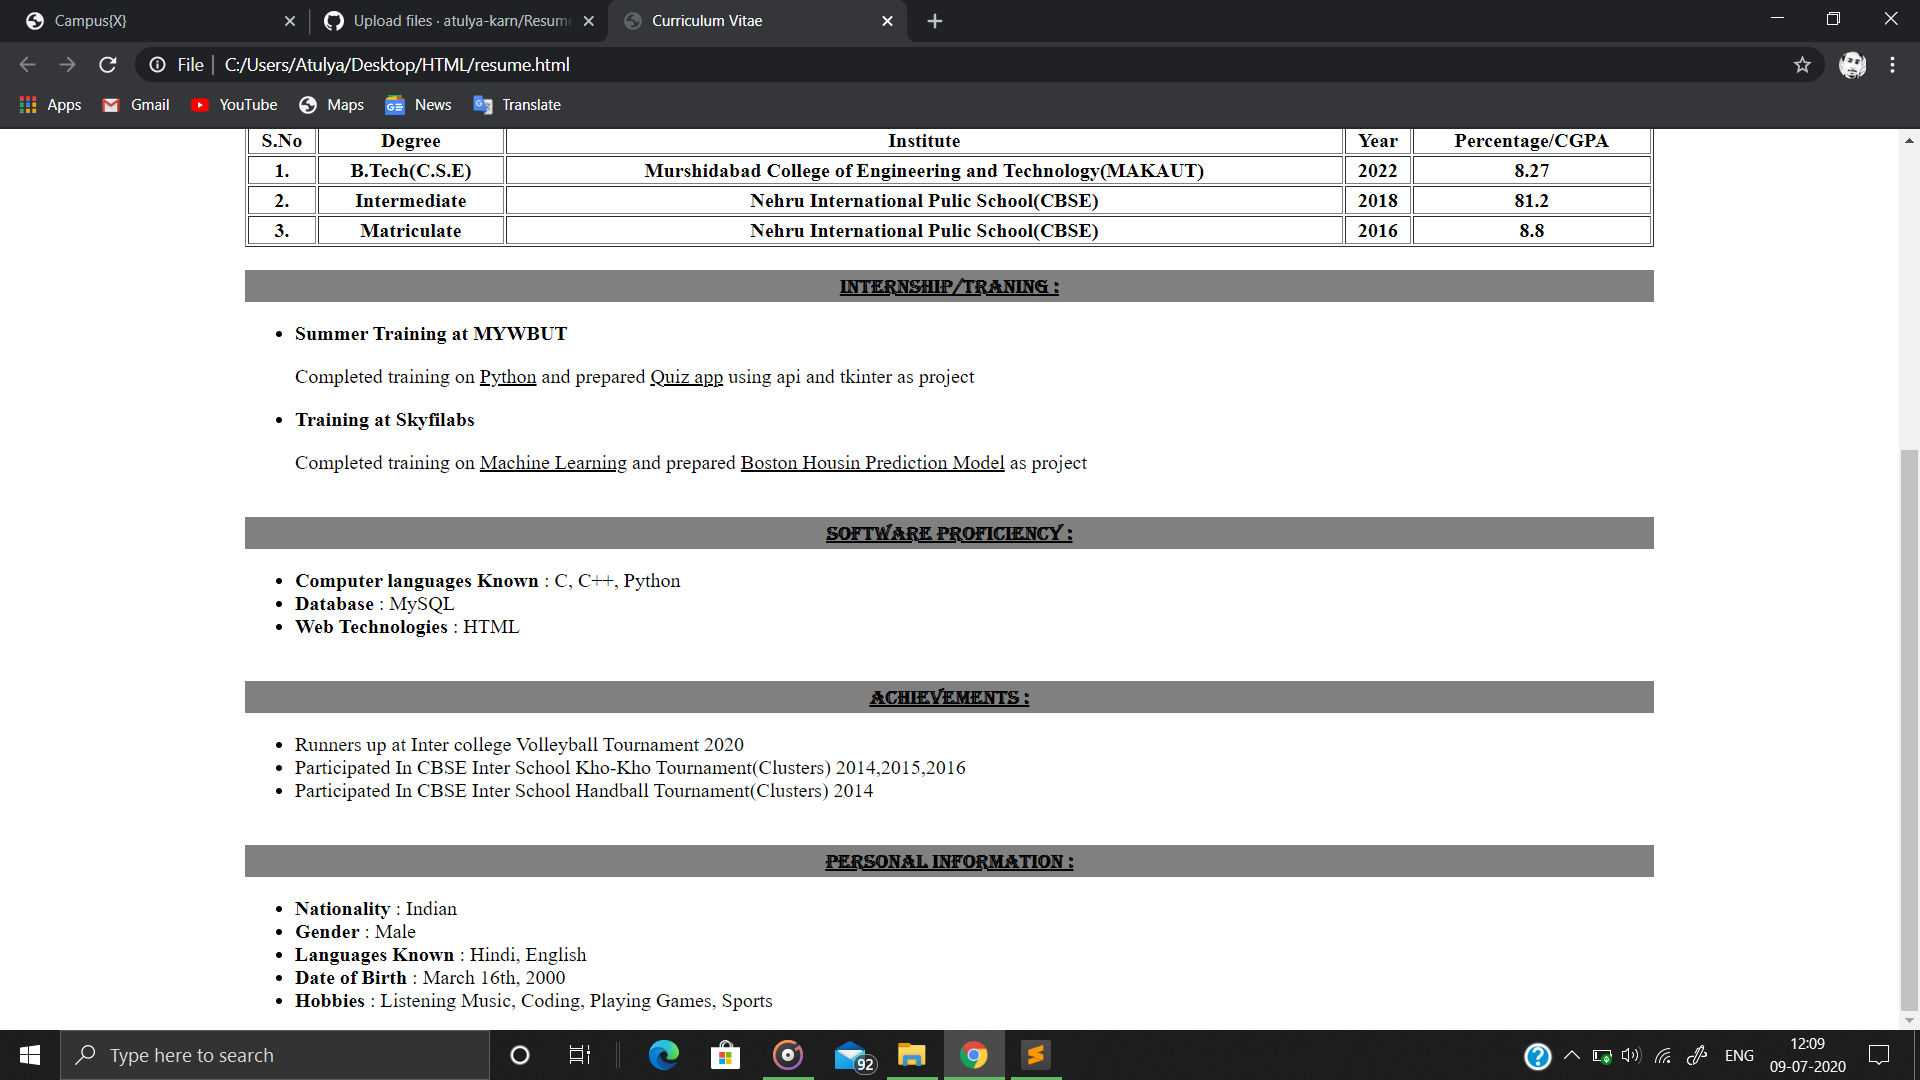 Campus{X}
Upload files · atulya-karn/Resume
Curriculum Vitae
File | C:/Users/Atulya/Desktop/HTML/resume.html
Apps Gmail YouTube Maps News Translate
S.No Degree Institute Year Percentage/CGPA
1. B.Tech(C.S.E) Murshidabad College of Engineering and Technology(MAKAUT) 2022 8.27
2. Intermediate Nehru International Pulic School(CBSE) 2018 81.2
3. Matriculate Nehru International Pulic School(CBSE) 2016 8.8
INTERNSHIP/TRANING :
• Summer Training at MYWBUT
Completed training on Python and prepared Quiz app using api and tkinter as project
• Training at Skyfilabs
Completed training on Machine Learning and prepared Boston Housin Prediction Model as project
SOFTWARE PROFICIENCY :
• Computer languages Known : C, C++, Python
• Database : MySQL
• Web Technologies : HTML
ACHIEVEMENTS :
• Runners up at Inter college Volleyball Tournament 2020
• Participated In CBSE Inter School Kho-Kho Tournament(Clusters) 2014,2015,2016
• Participated In CBSE Inter School Handball Tournament(Clusters) 2014
PERSONAL INFORMATION :
• Nationality : Indian
• Gender : Male
• Languages Known : Hindi, English
• Date of Birth : March 16th, 2000
• Hobbies : Listening Music, Coding, Playing Games, Sports
Type here to search
92
ENG
12:09
09-07-2020